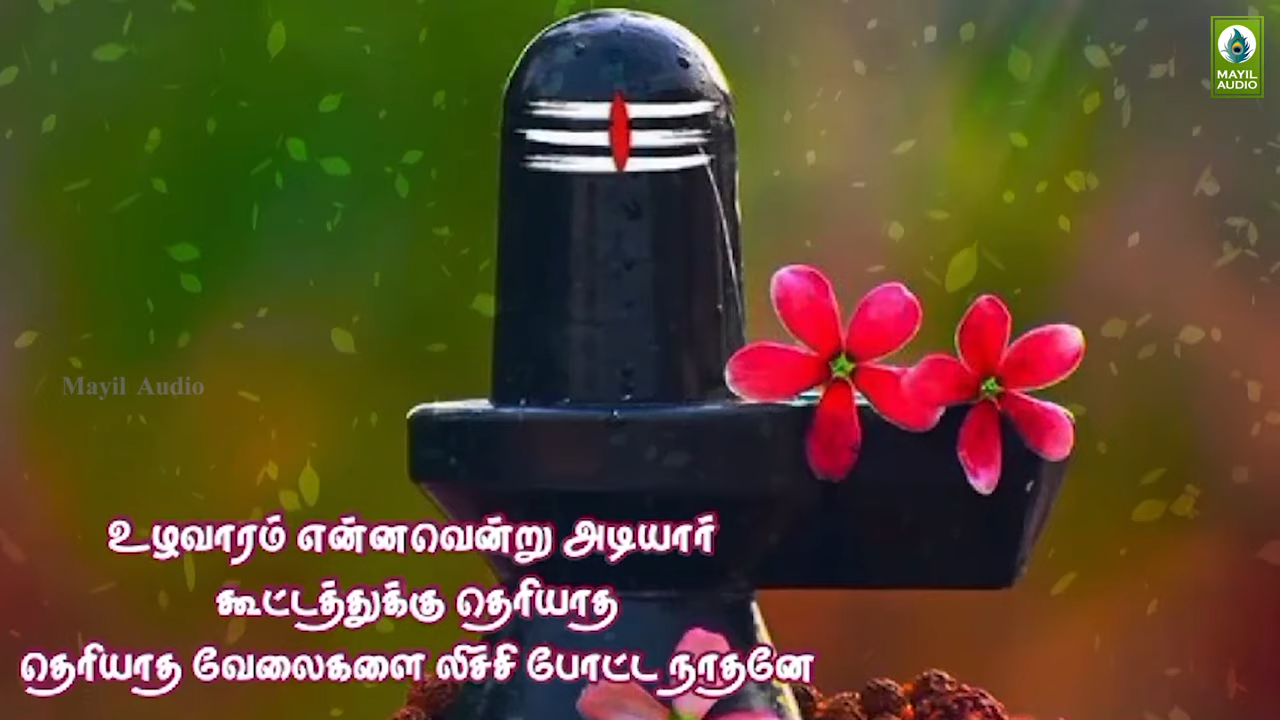 MAYIL
AUDIO
Mayil Audio
உழவாரம் என்னவென்று அடியார்
கூட்டத்துக்கு தெரியாத
தெரியாத வேலைகளை லிச்சி போட்ட நாதனே